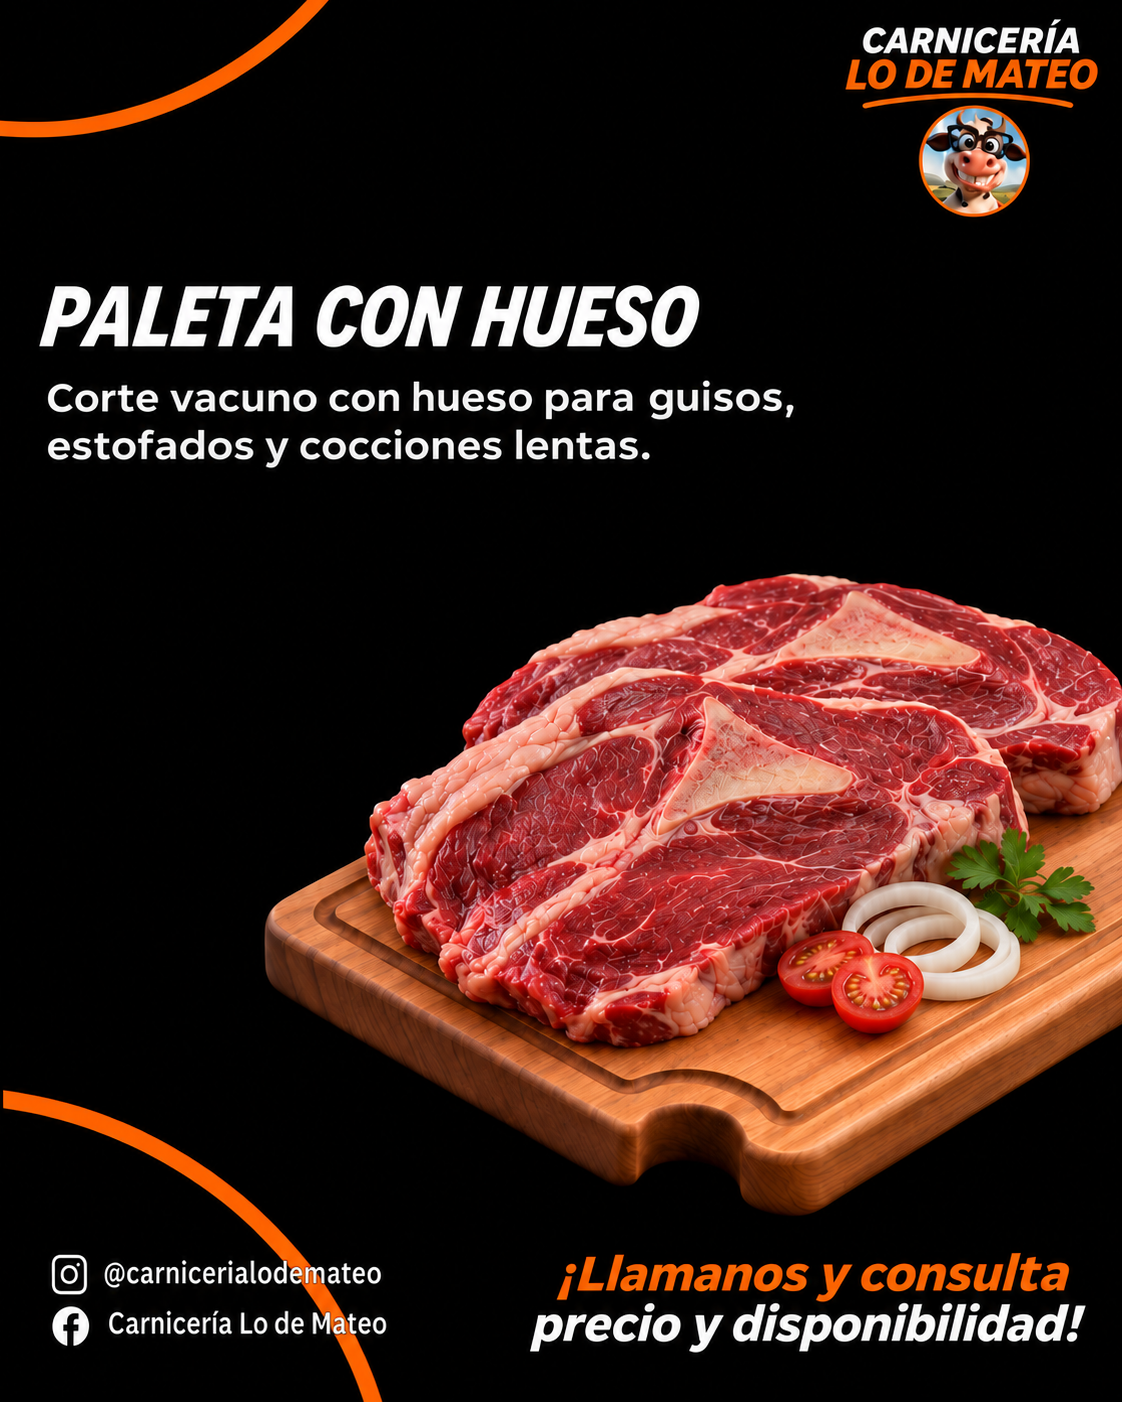 CARNICERÍA
LO DE MATEO
PALETA CON HUESO
Corte vacuno con hueso para guisos,
estofados y cocciones lentas.
@carnicerialodemateo
Carnicería Lo de Mateo
¡Llamanos y consulta
precio y disponibilidad!